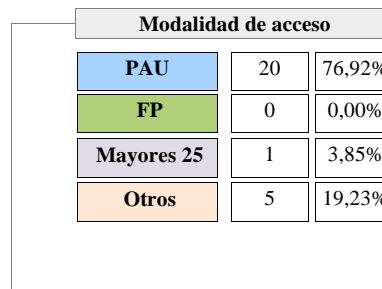 Modalidad de acceso
PAU 20 76,92%
FP 0 0,00%
Mayores 25 1 3,85%
Otros 5 19,23%